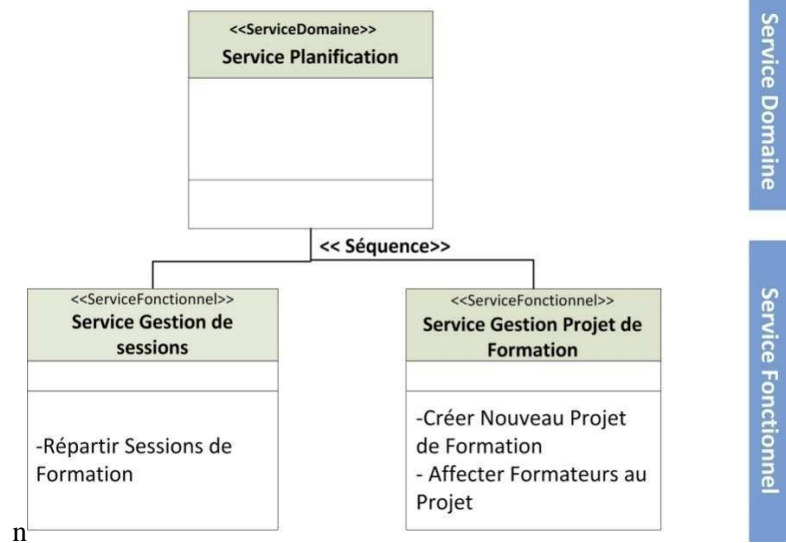 <<ServiceDomaine>>
Service Planification
Service Domaine
<< Séquence>>
<<ServiceFonctionnel>>
Service Gestion de
sessions
-Répartir Sessions de
Formation
<<ServiceFonctionnel>>
Service Gestion Projet de
Formation
-Créer Nouveau Projet
de Formation
- Affecter Formateurs au
Projet
Service Fonctionnel
n